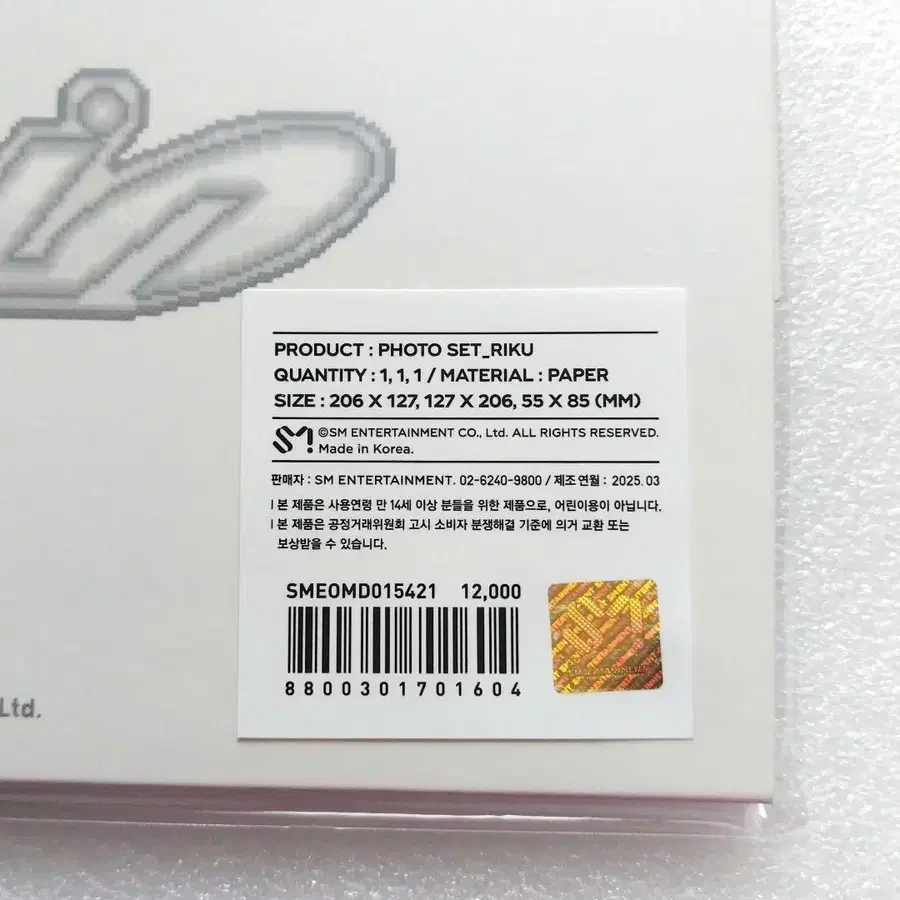 in
PRODUCT : PHOTO SET_RIKU
QUANTITY : 1, 1, 1 / MATERIAL : PAPER
SIZE : 206 X 127, 127 X 206, 55 X 85 (MM)
SM ©SM ENTERTAINMENT CO., Ltd. ALL RIGHTS RESERVED.
Made in Korea.
판매자 : SM ENTERTAINMENT. 02-6240-9800 / 제조연월 : 2025. 03
ㅣ본 제품은 사용연령 만 14세 이상 분들을 위한 제품으로, 어린이용이 아닙니다.
ㅣ본 제품은 공정거래위원회 고시 소비자 분쟁해결 기준에 의거 교환 또는
보상받을 수 있습니다.
SMEOMD015421 12,000
8800301701604
Ltd.